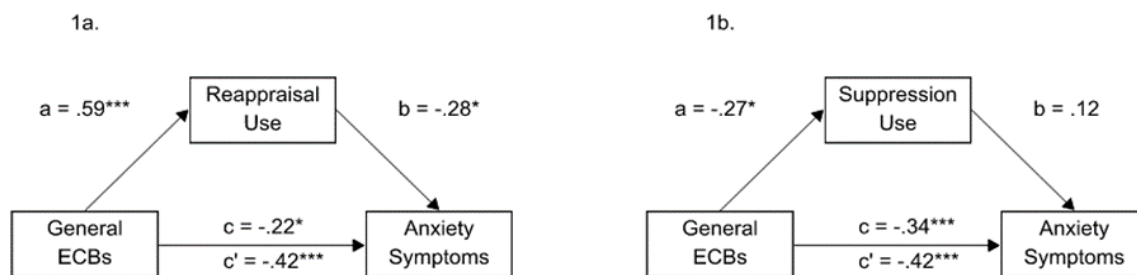 1a.
a = .59***
Reappraisal
Use
b = -.28*
General
ECBs
c = -.22*
c' = -.42***
Anxiety
Symptoms
1b.
a = -.27*
Suppression
Use
b = .12
General
ECBs
c = -.34***
c' = -.42***
Anxiety
Symptoms